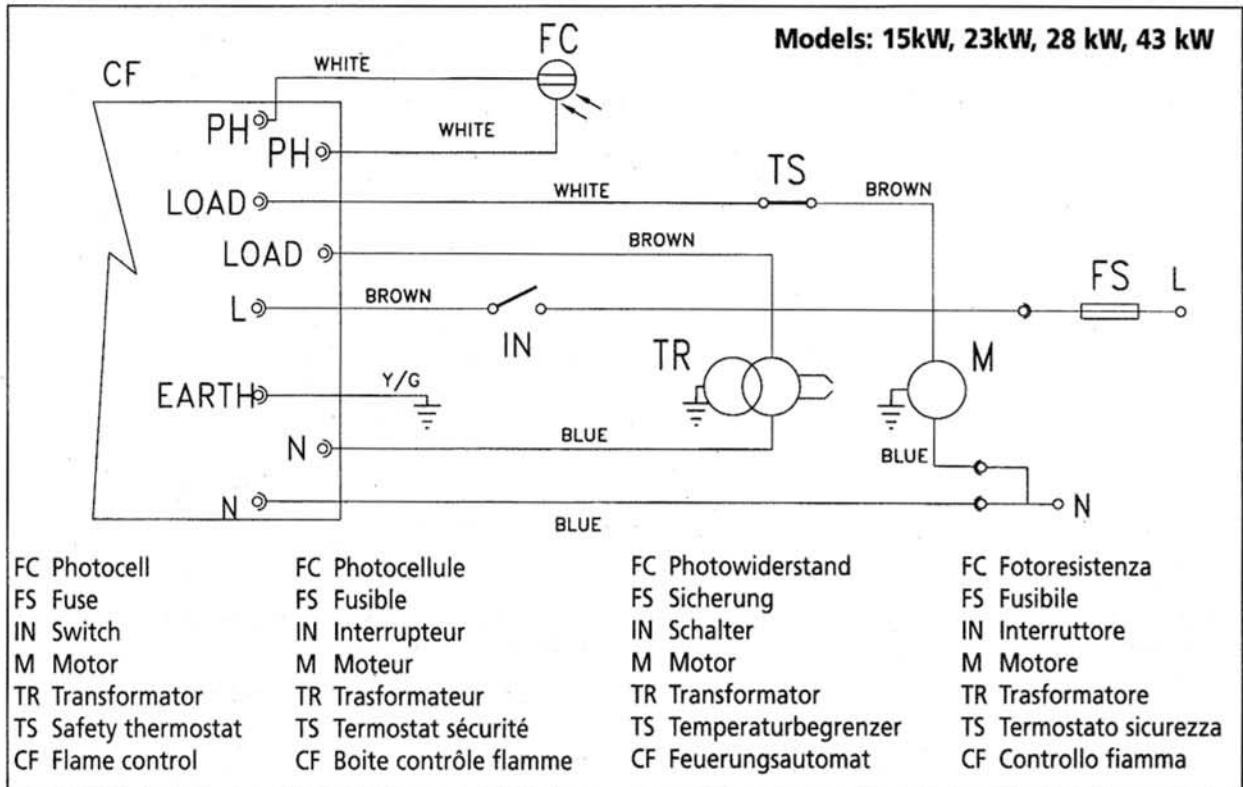 Models: 15kW, 23kW, 28 kW, 43 kW
FC
WHITE
CF
PH
WHITE
PH
TS
WHITE
BROWN
LOAD
BROWN
LOAD
FS
L
BROWN
L
IN
TR
M
Y/G
EARTH
BLUE
N
BLUE
N
N
BLUE
FC Photocell
FS Fuse
IN Switch
M Motor
TR Transformator
TS Safety thermostat
CF Flame control
FC Photocellule
FS Fusible
IN Interrupteur
M Moteur
TR Trasformateur
TS Termostat sécurité
CF Boite contrôle flamme
FC Photowiderstand
FS Sicherung
IN Schalter
M Motor
TR Transformator
TS Temperaturbegrenzer
CF Feuerungsautomat
FC Fotoresistenza
FS Fusibile
IN Interruttore
M Motore
TR Trasformatore
TS Termostato sicurezza
CF Controllo fiamma